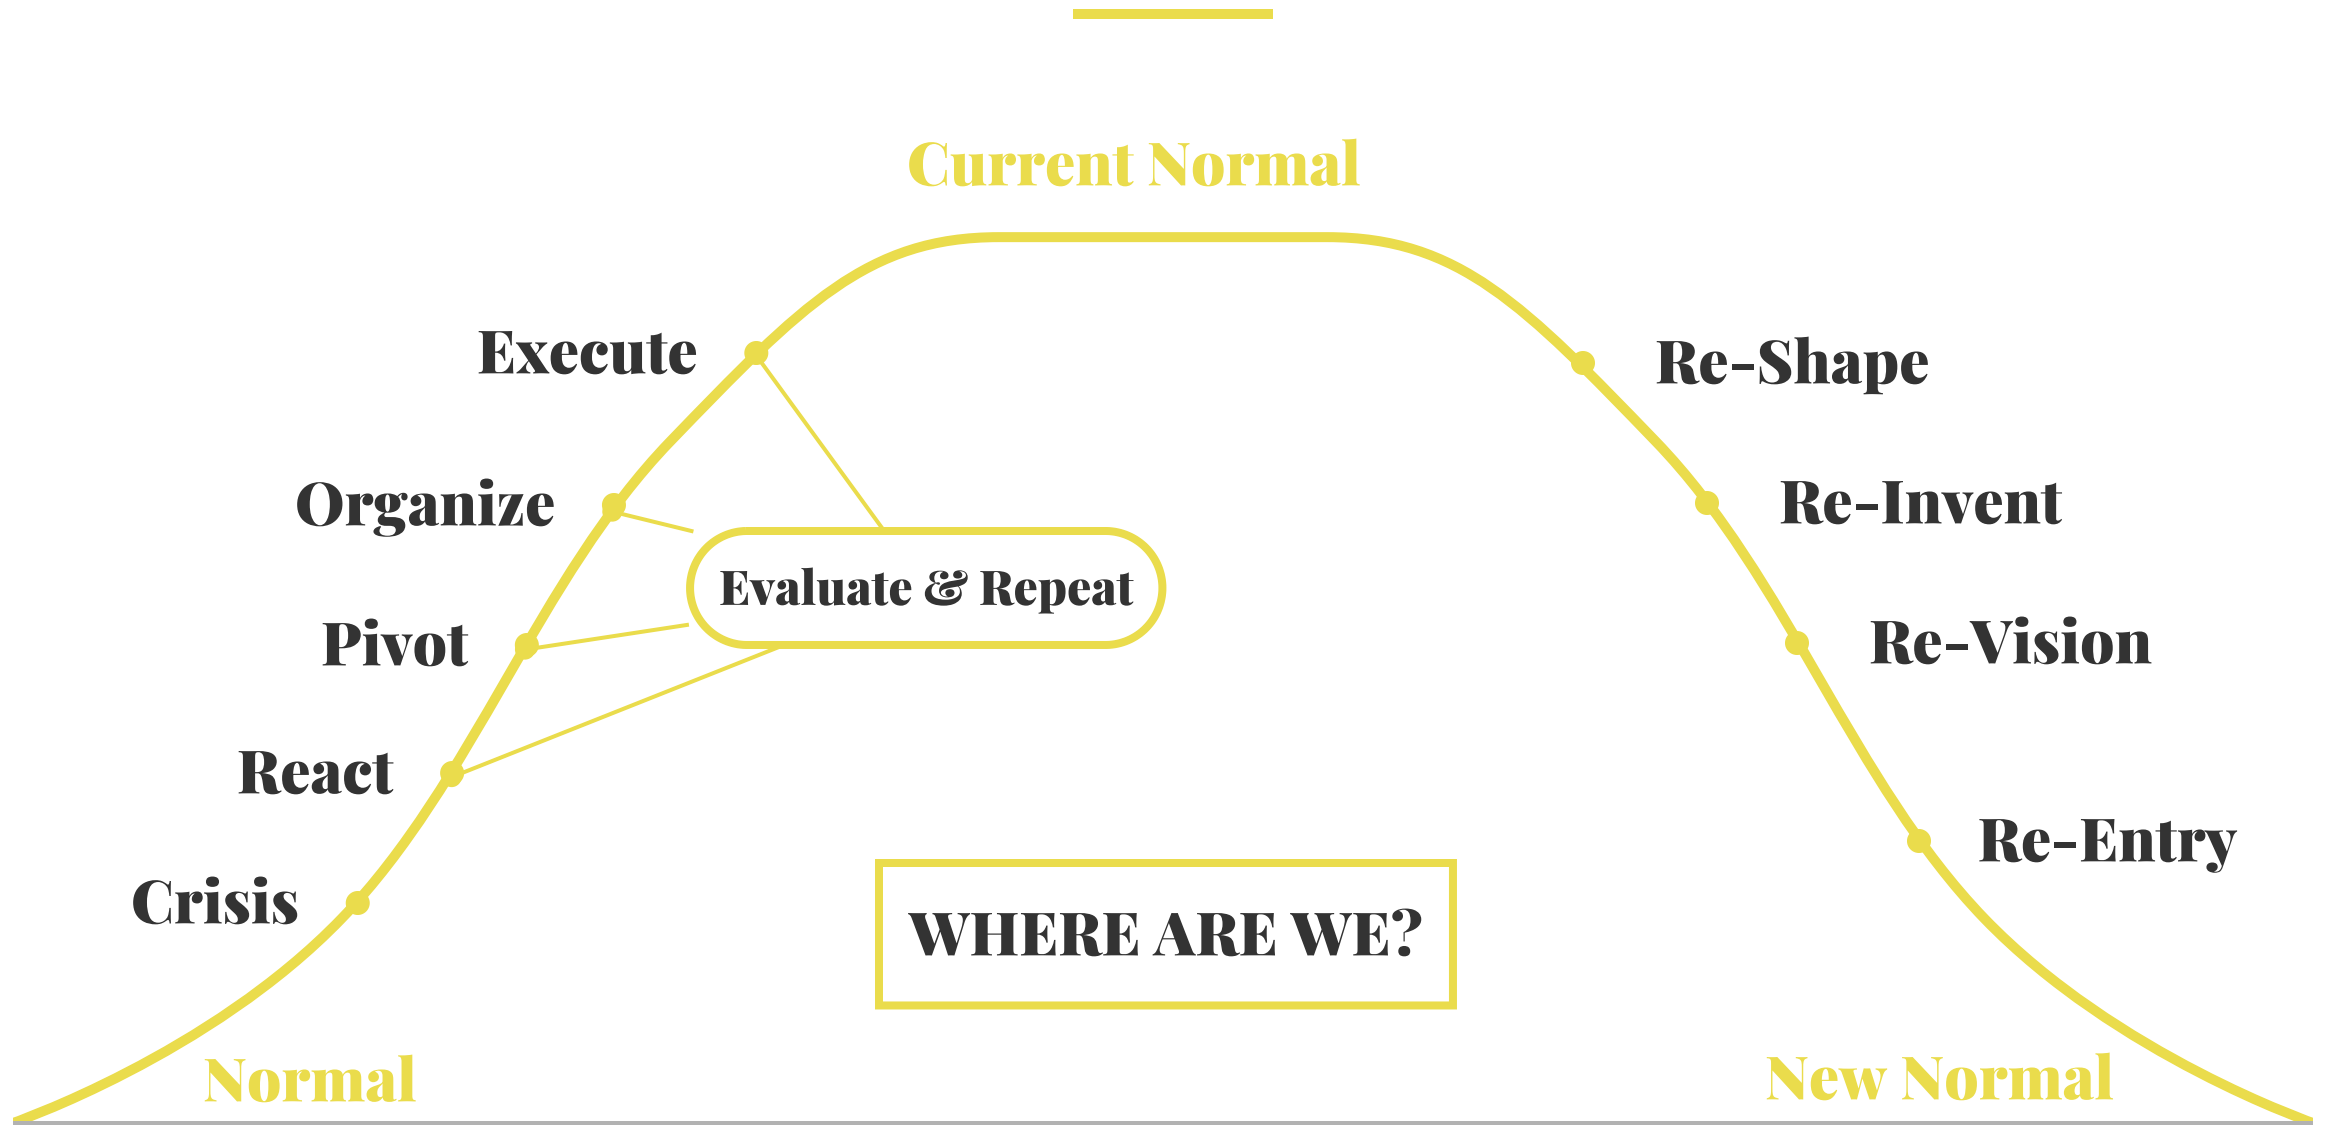 Current Normal
Execute
Re-Shape
Organize
Re-Invent
Evaluate & Repeat
Pivot
Re-Vision
React
Re-Entry
Crisis
WHERE ARE WE?
Normal
New Normal